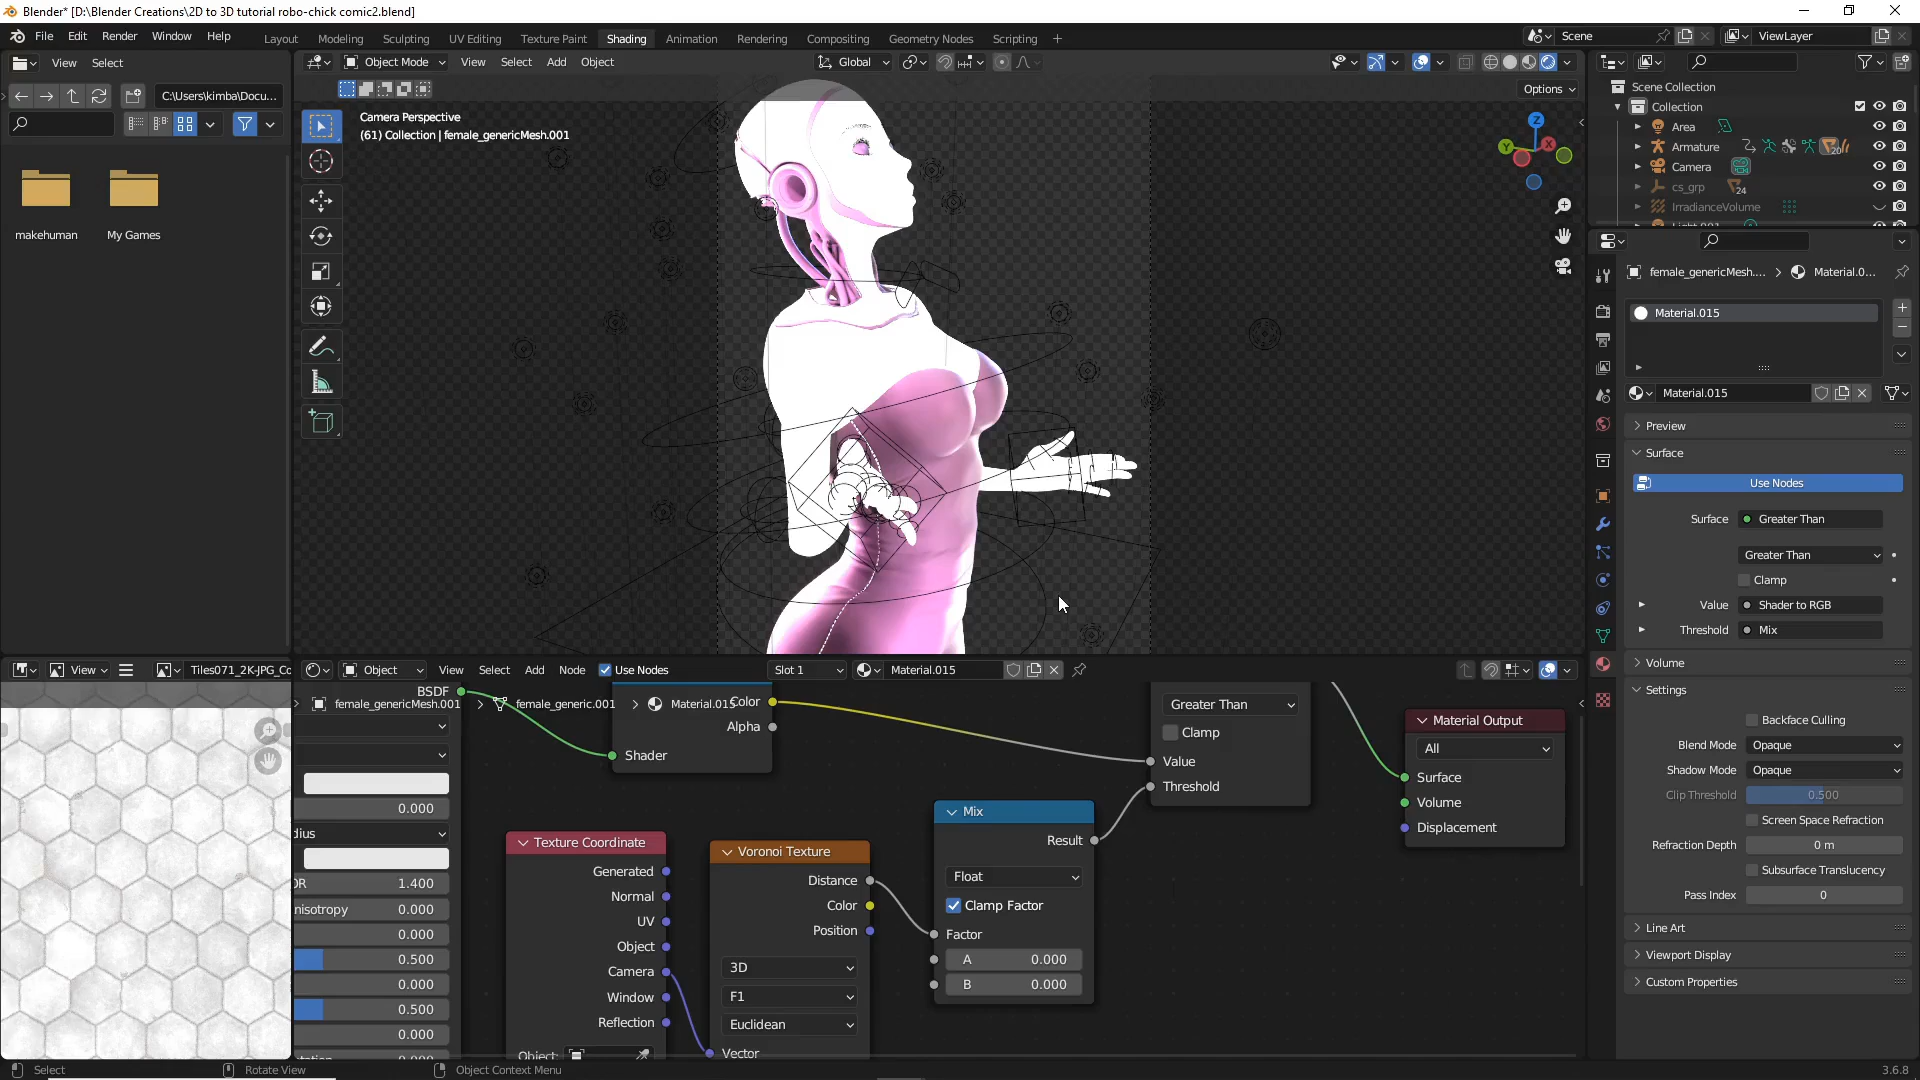 Blender* [D:\Blender Creations\2D to 3D tutorial robo-chick comic2.blend]
File Edit Render Window Help
Layout Modeling Sculpting UV Editing Texture Paint Shading Animation Rendering Compositing Geometry Nodes Scripting +
Scene
ViewLayer
View Select
Object Mode View Select Add Object
Global
C:\Users\kimba\Docu...
Options
Camera Perspective
(61) Collection | female_genericMesh.001
Z
Y
X
makehuman
My Games
Scene Collection
Collection
Area
Armature
20
Camera
cs_grp
24
IrradianceVolume
Light.001
female_genericMesh.... > Material.0...
Material.015
Material.015
Preview
Surface
Use Nodes
Surface Greater Than
Greater Than
Clamp
Value Shader to RGB
Threshold Mix
Volume
Settings
Backface Culling
Blend Mode Opaque
Shadow Mode Opaque
Clip Threshold 0.500
Screen Space Refraction
Refraction Depth 0 m
Subsurface Translucency
Pass Index 0
Line Art
Viewport Display
Custom Properties
View
Tiles071_2K-JPG_Co
Object View Select Add Node Use Nodes
Slot 1
Material.015
BSDF
female_genericMesh.001 > female_generic.001 > Material.015
0.000
dius
OR 1.400
nisotropy 0.000
0.000
0.500
0.000
0.500
0.000
Color
Alpha
Shader
Texture Coordinate
Generated
Normal
UV
Object
Camera
Window
Reflection
Object:
Voronoi Texture
Distance
Color
Position
3D
F1
Euclidean
Vector
Mix
Result
Float
Clamp Factor
Factor
A 0.000
B 0.000
Greater Than
Clamp
Value
Threshold
Material Output
All
Surface
Volume
Displacement
Select
Rotate View
Object Context Menu
3.6.8